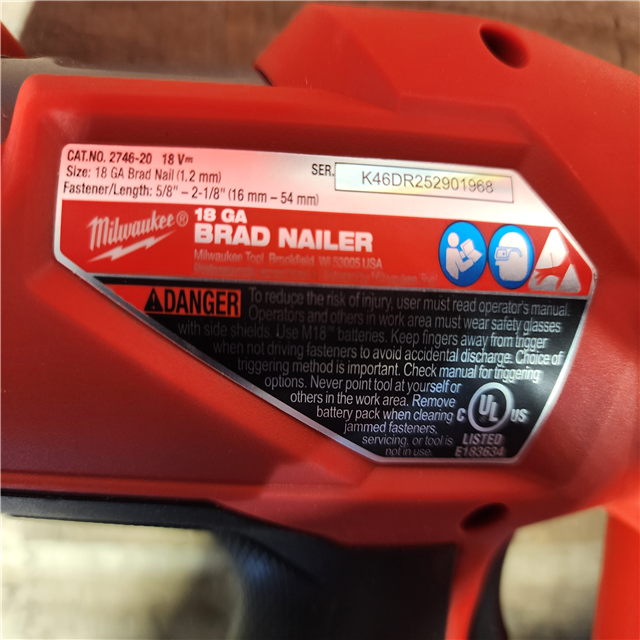 CAT.NO. 2746-20 18 V⎓
Size: 18 GA Brad Nail (1.2 mm)
Fastener/Length: 5/8" – 2-1/8" (16 mm – 54 mm)
SER. K46DR252901968
Milwaukee®
18 GA
BRAD NAILER
Milwaukee Tool, Brookfield, WI 53005 USA
DANGER
To reduce the risk of injury, user must read operator's manual.
Operators and others in work area must wear safety glasses
with side shields. Use M18™ batteries. Keep fingers away from trigger
when not driving fasteners to avoid accidental discharge. Choice of
triggering method is important. Check manual for triggering
options. Never point tool at yourself or
others in the work area. Remove
battery pack when clearing
jammed fasteners,
servicing, or tool is
not in use.
C UL US
LISTED
E183634